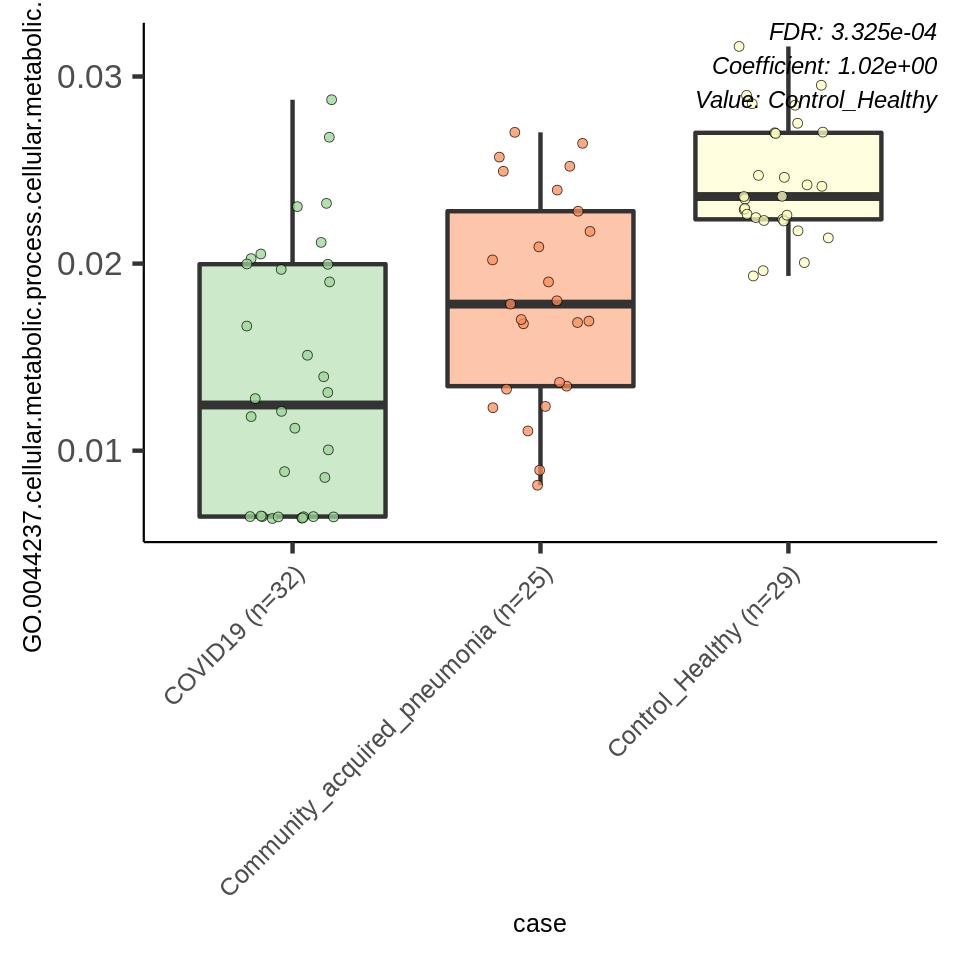 FDR: 3.325e-04
Coefficient: 1.02e+00
Value: Control_Healthy
GO.0044237.cellular.metabolic.process.cellular.metabolic.
0.03
0.02
0.01
COVID19 (n=32)
Community_acquired_pneumonia (n=25)
Control_Healthy (n=29)
case